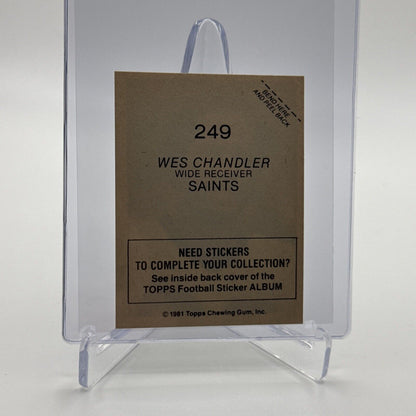 BEND HERE
AND PEEL BACK
249
WES CHANDLER
WIDE RECEIVER
SAINTS
NEED STICKERS
TO COMPLETE YOUR COLLECTION?
See inside back cover of the
TOPPS Football Sticker ALBUM
© 1981 Topps Chewing Gum, Inc.